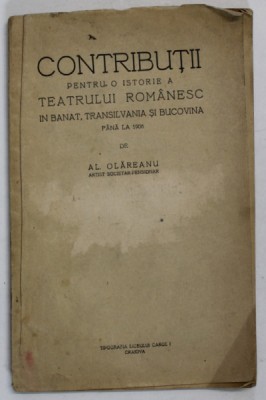 CONTRIBUȚII
PENTRU O ISTORIE A
TEATRULUI ROMÂNESC
IN BANAT, TRANSILVANIA ȘI BUCOVINA
PÂNĂ LA
DE
AL. OLĂREANU
ARTIST SOCIETAR-PENSIONAR
TIPOGRAFIA LICEULUI CAROL I
CRAIOVA